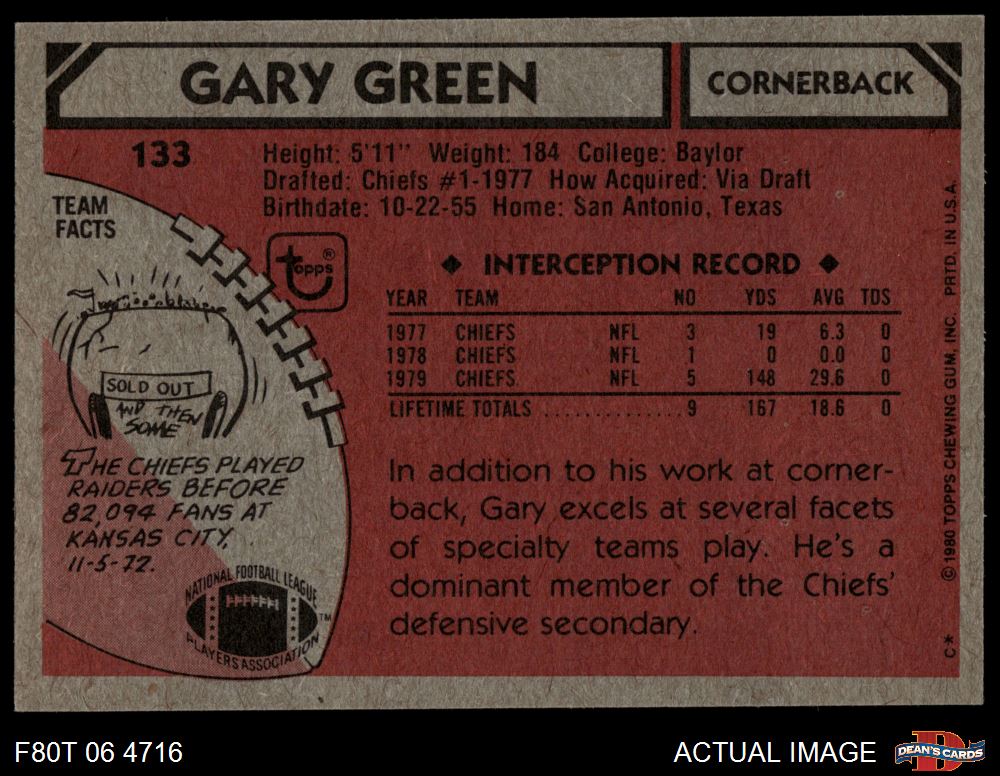 GARY GREEN
CORNERBACK
133
Height: 5'11" Weight: 184 College: Baylor
Drafted: Chiefs #1-1977 How Acquired: Via Draft
Birthdate: 10-22-55 Home: San Antonio, Texas
TEAM
FACTS
topps®
SOLD OUT
AND THEN
SOME
THE CHIEFS PLAYED
RAIDERS BEFORE
82,094 FANS AT
KANSAS CITY,
11-5-72.
NATIONAL FOOTBALL LEAGUE
PLAYERS ASSOCIATION
TM
◆ INTERCEPTION RECORD ◆
YEAR TEAM NO YDS AVG TDS
1977 CHIEFS NFL 3 19 6.3 0
1978 CHIEFS NFL 1 0 0.0 0
1979 CHIEFS NFL 5 148 29.6 0
LIFETIME TOTALS ............. 9 167 18.6 0
In addition to his work at corner-
back, Gary excels at several facets
of specialty teams play. He's a
dominant member of the Chiefs'
defensive secondary.
©1980 TOPPS CHEWING GUM, INC. PRTD. IN U.S.A.
C*
F80T 06 4716
ACTUAL IMAGE
D
DEAN'S CARDS